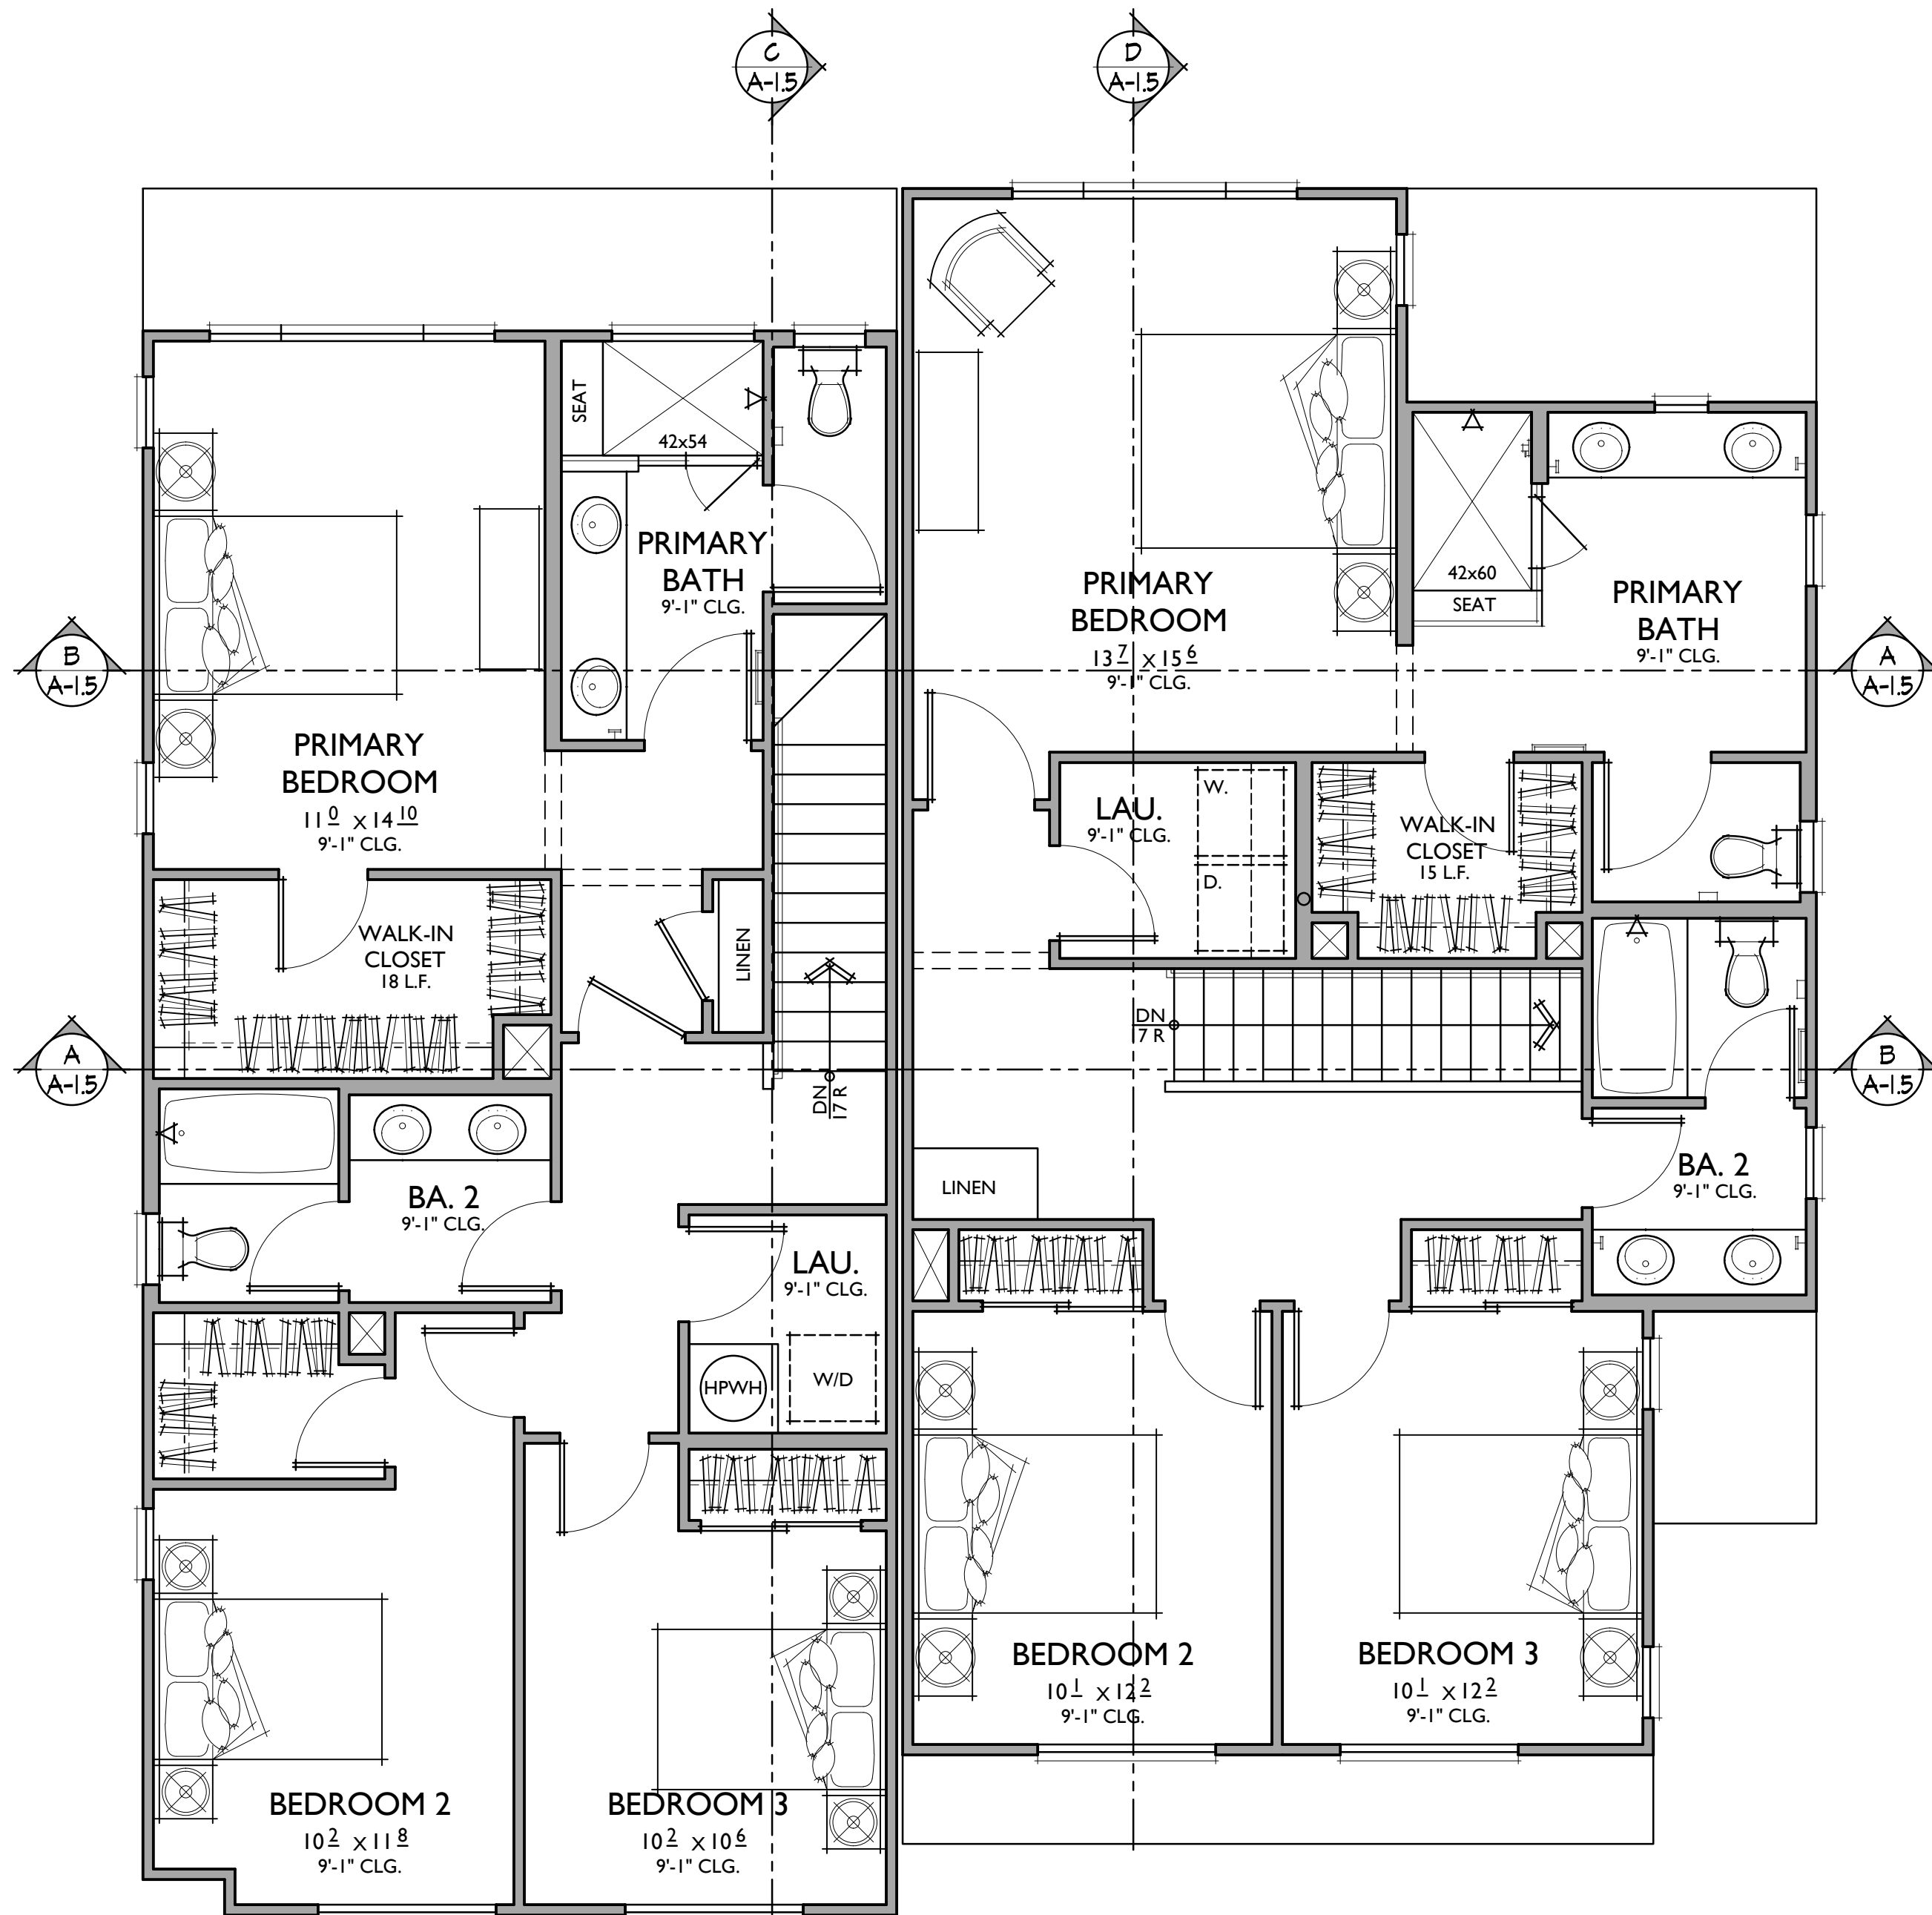 C
A-1.5
D
A-1.5
SEAT
42x54
PRIMARY
BATH
9'-1" CLG.
PRIMARY
BEDROOM
13 7 X 15 6
9'-1" CLG.
42x60
SEAT
PRIMARY
BATH
9'-1" CLG.
B
A-1.5
A
A-1.5
PRIMARY
BEDROOM
11 0 X 14 10
9'-1" CLG.
LAU.
9'-1" CLG.
W.
D.
WALK-IN
CLOSET
15 L.F.
WALK-IN
CLOSET
18 L.F.
LINEN
DN
17 R
DN
17 R
A
A-1.5
B
A-1.5
BA. 2
9'-1" CLG.
LINEN
BA. 2
9'-1" CLG.
LAU.
9'-1" CLG.
HPWH
W/D
BEDROOM 2
10 1 X 12 2
9'-1" CLG.
BEDROOM 3
10 1 X 12 2
9'-1" CLG.
BEDROOM 2
10 2 X 11 8
9'-1" CLG.
BEDROOM 3
10 2 X 10 6
9'-1" CLG.